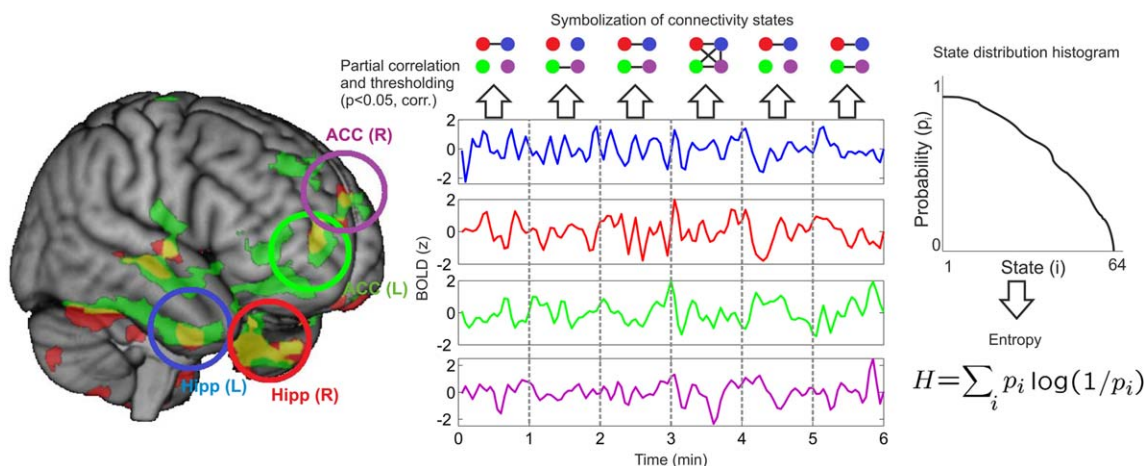 Symbolization of connectivity states
Partial correlation
and thresholding
(p<0.05, corr.)
State distribution histogram
ACC (R)
ACC (L)
Hipp (L)
Hipp (R)
BOLD (z)
2
0
-2
2
0
-2
2
0
-2
2
0
-2
0 1 2 3 4 5 6
Time (min)
Probability (pᵢ)
1
0
1 64
State (i)
Entropy
H=∑ᵢ pᵢ log(1/pᵢ)